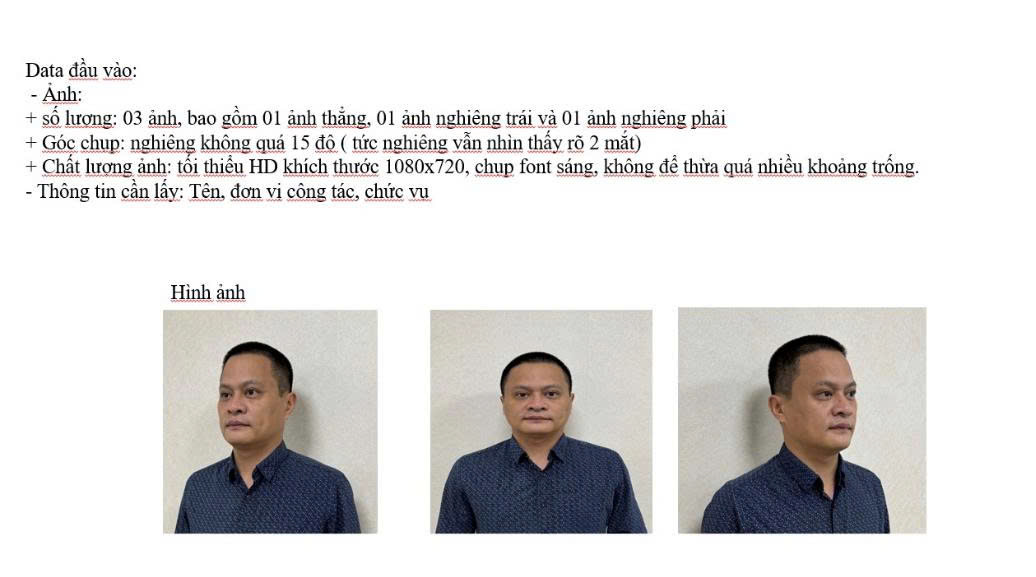 Data đầu vào:
- Ảnh:
+ số lượng: 03 ảnh, bao gồm 01 ảnh thẳng, 01 ảnh nghiêng trái và 01 ảnh nghiêng phải
+ Góc chụp: nghiêng không quá 15 độ ( tức nghiêng vẫn nhìn thấy rõ 2 mắt)
+ Chất lượng ảnh: tối thiểu HD khích thước 1080x720, chụp font sáng, không để thừa quá nhiều khoảng trống.
- Thông tin cần lấy: Tên, đơn vị công tác, chức vụ
Hình ảnh